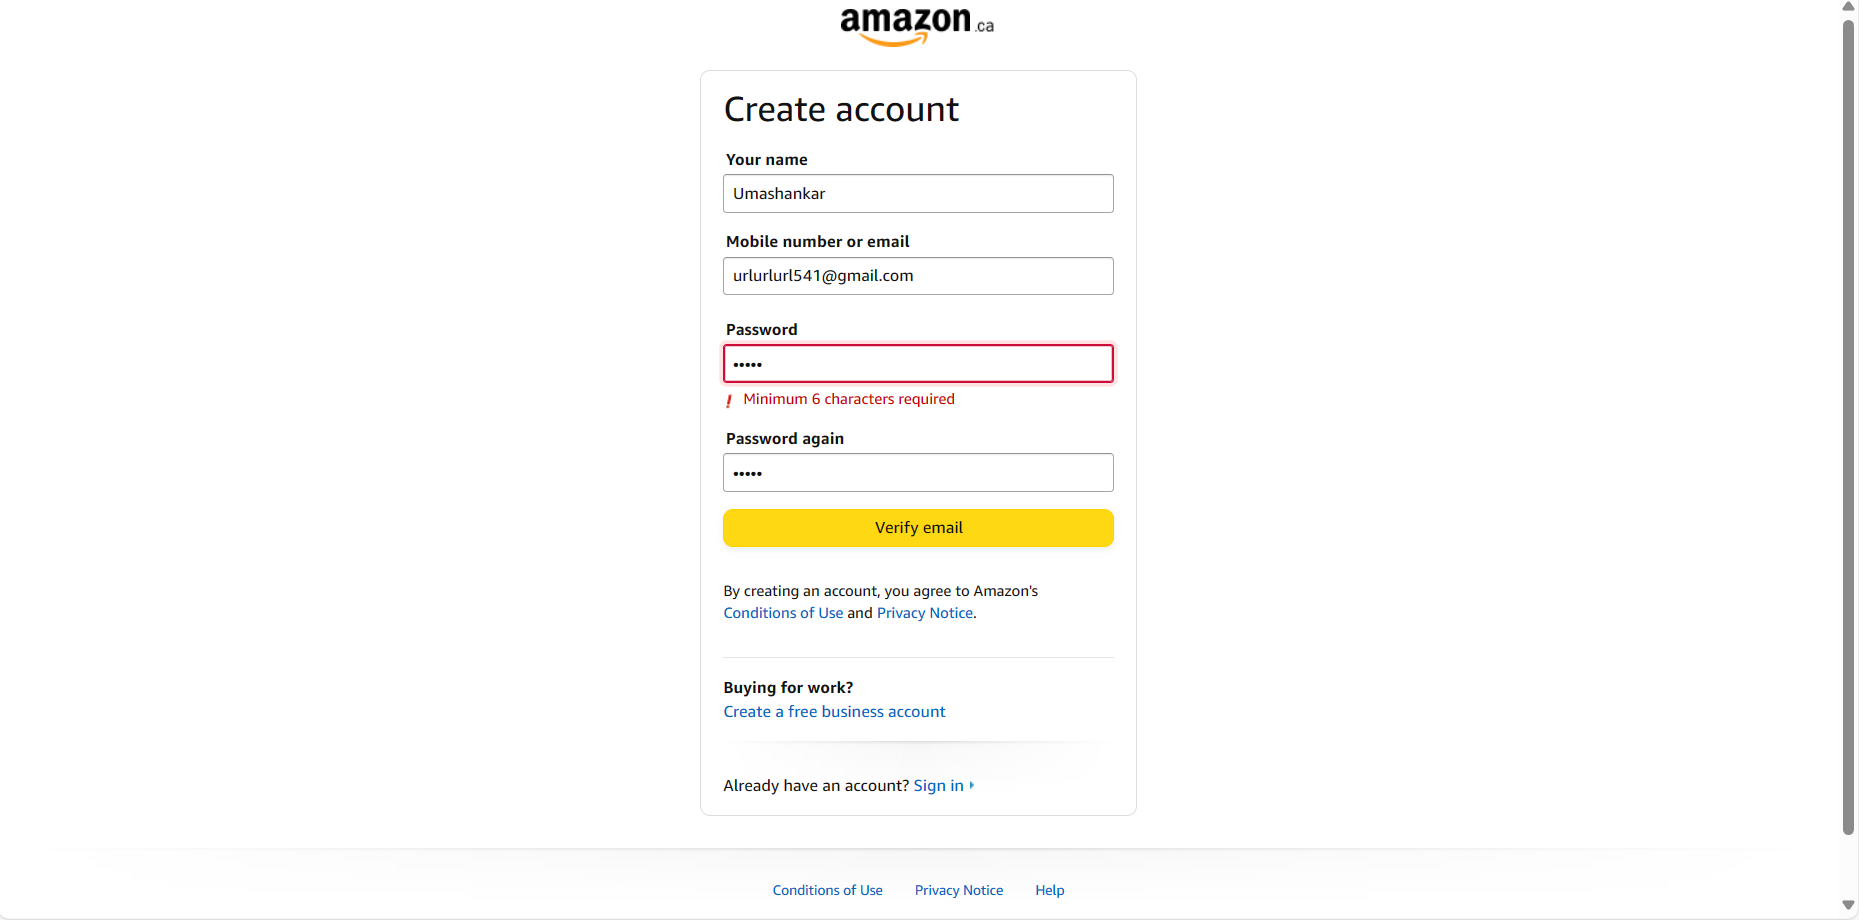 amazon.ca
Create account
Your name
Umashankar
Mobile number or email
urlurlurl541@gmail.com
Password
•••••
! Minimum 6 characters required
Password again
•••••
Verify email
By creating an account, you agree to Amazon's
Conditions of Use and Privacy Notice.
Buying for work?
Create a free business account
Already have an account? Sign in
Conditions of Use Privacy Notice Help